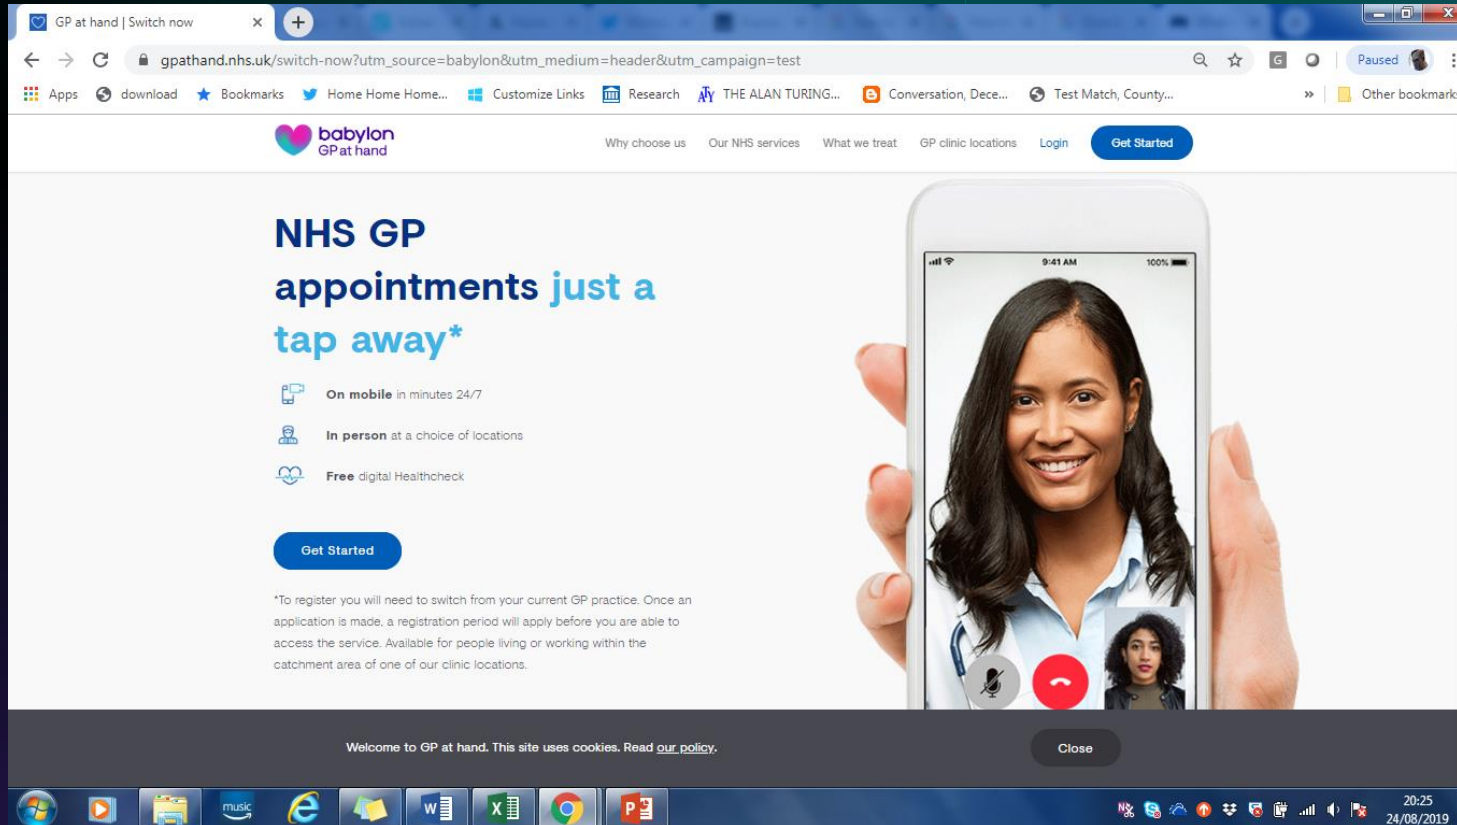 GP at hand | Switch now
gpathand.nhs.uk/switch-now?utm_source=babylon&utm_medium=header&utm_campaign=test
G
Paused
Apps
download
Bookmarks
Home Home Home...
Customize Links
Research
THE ALAN TURING...
Conversation, Dece...
Test Match, County...
»
Other bookmarks
babylon
GP at hand
Why choose us
Our NHS services
What we treat
GP clinic locations
Login
Get Started
NHS GP
appointments just a
tap away*
On mobile in minutes 24/7
In person at a choice of locations
Free digital Healthcheck
Get Started
*To register you will need to switch from your current GP practice. Once an
application is made, a registration period will apply before you are able to
access the service. Available for people living or working within the
catchment area of one of our clinic locations.
9:41 AM
100%
Welcome to GP at hand. This site uses cookies. Read our policy.
Close
music
20:25
24/08/2019